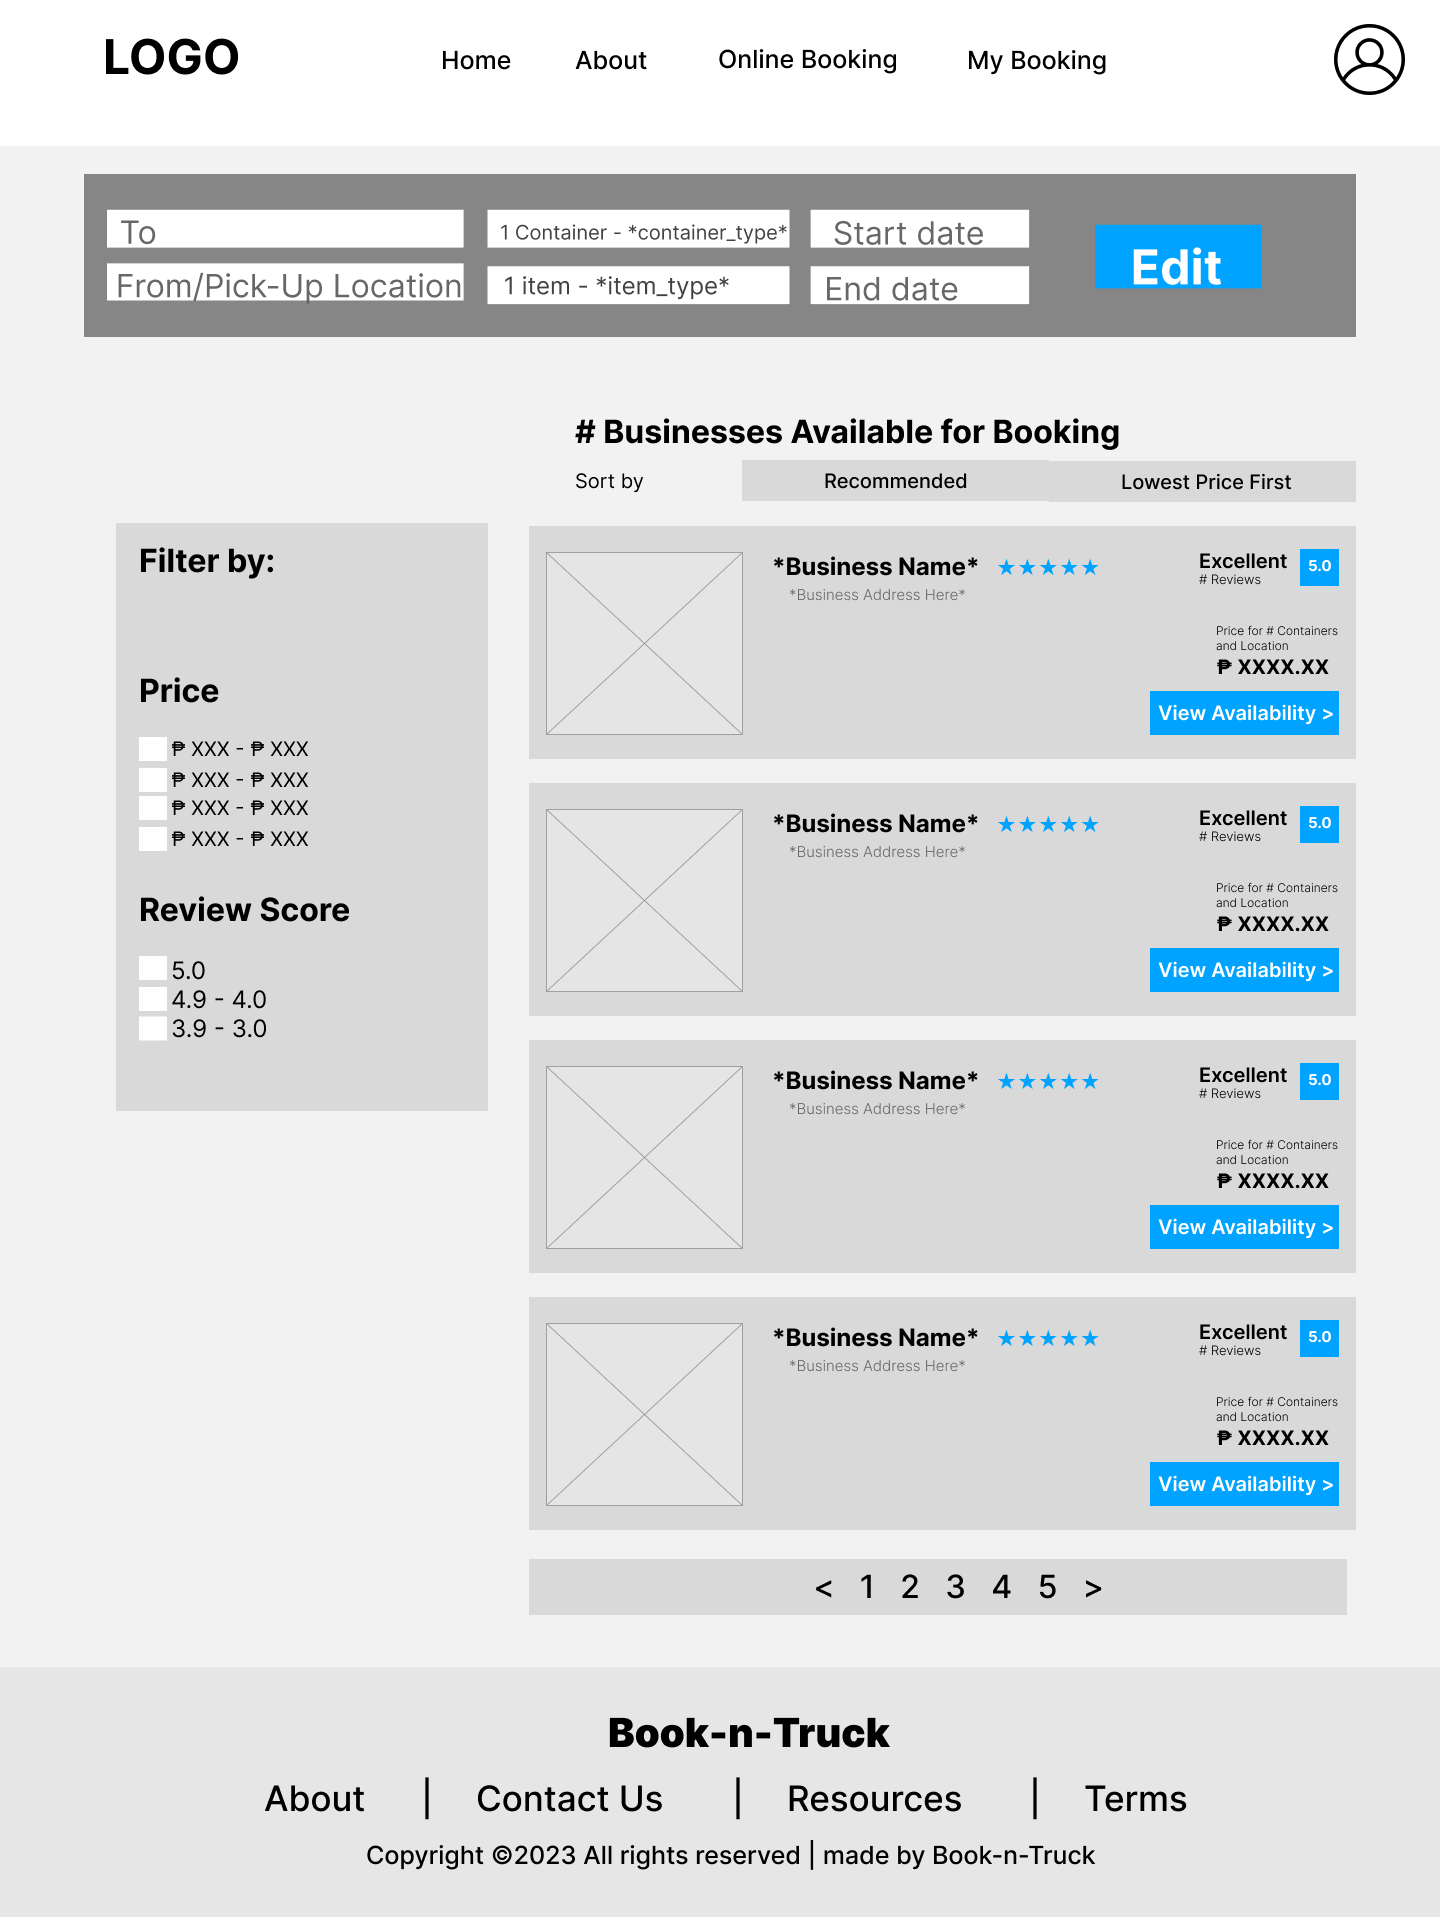 LOGO
Home
About
Online Booking
My Booking
To
1 Container - *container_type*
Start date
From/Pick-Up Location
1 item - *item_type*
End date
Edit
# Businesses Available for Booking
Sort by
Recommended
Lowest Price First
Filter by:
Price
₱ XXX - ₱ XXX
₱ XXX - ₱ XXX
₱ XXX - ₱ XXX
₱ XXX - ₱ XXX
Review Score
5.0
4.9 - 4.0
3.9 - 3.0
*Business Name* ★★★★★
*Business Address Here*
Excellent
# Reviews
5.0
Price for # Containers
and Location
₱ XXXX.XX
View Availability >
*Business Name* ★★★★★
*Business Address Here*
Excellent
# Reviews
5.0
Price for # Containers
and Location
₱ XXXX.XX
View Availability >
*Business Name* ★★★★★
*Business Address Here*
Excellent
# Reviews
5.0
Price for # Containers
and Location
₱ XXXX.XX
View Availability >
*Business Name* ★★★★★
*Business Address Here*
Excellent
# Reviews
5.0
Price for # Containers
and Location
₱ XXXX.XX
View Availability >
< 1 2 3 4 5 >
Book-n-Truck
About | Contact Us | Resources | Terms
Copyright ©2023 All rights reserved | made by Book-n-Truck